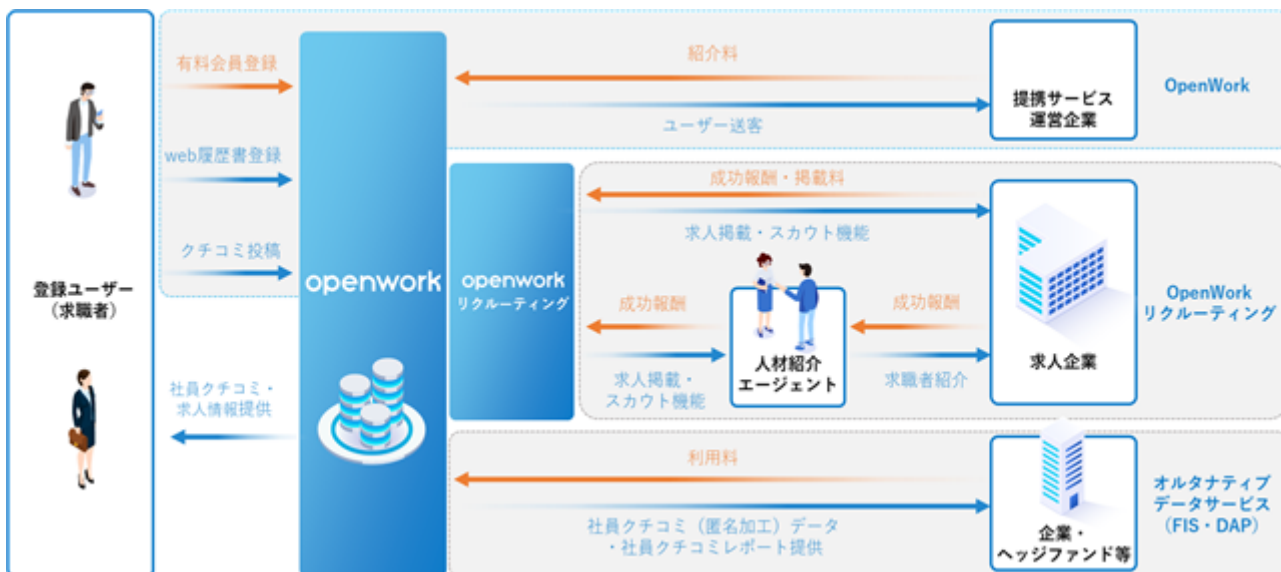 登録ユーザー
（求職者）
有料会員登録
web履歴書登録
クチコミ投稿
社員クチコミ・
求人情報提供
openwork
紹介料
ユーザー送客
提携サービス
運営企業
OpenWork
openwork
リクルーティング
成功報酬・掲載料
求人掲載・スカウト機能
成功報酬
求人掲載・
スカウト機能
人材紹介
エージェント
成功報酬
求職者紹介
求人企業
OpenWork
リクルーティング
利用料
社員クチコミ（匿名加工）データ
・社員クチコミレポート提供
企業・
ヘッジファンド等
オルタナティブ
データサービス
（FIS・DAP）